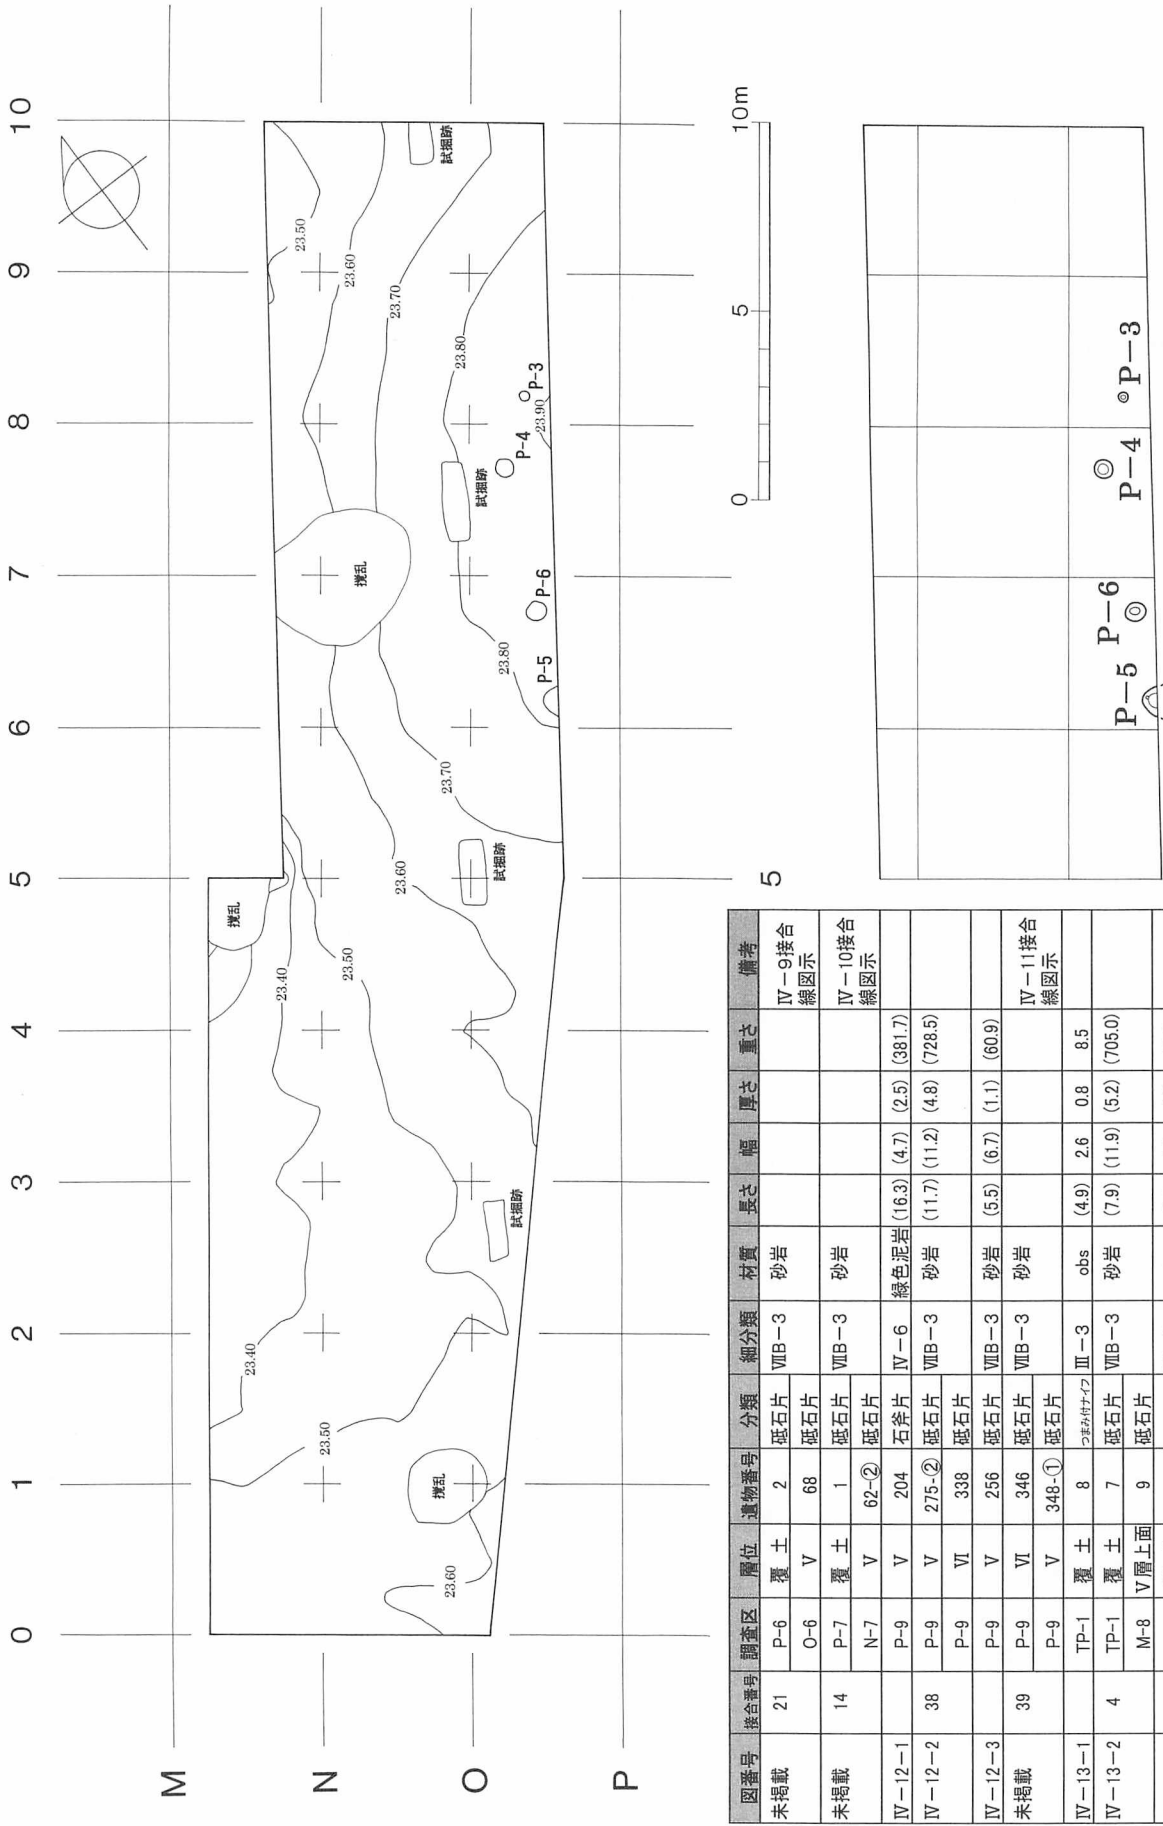 0 1 2 3 4 5 6 7 8 9 10
M
N
O
P
23.40
23.50
23.60
撹乱
23.40
23.50
23.60
23.70
23.80
試掘跡
撹乱
試掘跡
撹乱
P-5
P-6
試掘跡
P-4
P-3
23.90
23.80
23.70
23.60
23.50
試掘跡
0 5 10m
5
P-5
P-6
P-4
P-3
図番号 接合番号 調査区 層位 遺物番号 分類 細分類 材質 長さ 幅 厚さ 重さ 備考
未掲載 21 P-6 覆土 2 砥石片 ⅦB-3 砂岩 Ⅳ-9接合線図示
O-6 Ⅴ 68 砥石片
未掲載 14 P-7 覆土 1 砥石片 ⅦB-3 砂岩 Ⅳ-10接合線図示
N-7 Ⅴ 62-② 砥石片
Ⅳ-12-1 P-9 Ⅴ 204 石斧片 Ⅳ-6 緑色泥岩 (16.3) (4.7) (2.5) (381.7)
Ⅳ-12-2 38 P-9 Ⅴ 275-② 砥石片 ⅦB-3 砂岩 (11.7) (11.2) (4.8) (728.5)
P-9 Ⅵ 338 砥石片
Ⅳ-12-3 P-9 Ⅴ 256 砥石片 ⅦB-3 砂岩 (5.5) (6.7) (1.1) (60.9)
未掲載 39 P-9 Ⅵ 346 砥石片 ⅦB-3 砂岩 Ⅳ-11接合線図示
P-9 Ⅴ 348-① 砥石片
Ⅳ-13-1 TP-1 覆土 8 つまみ付ナイフ Ⅲ-3 obs (4.9) 2.6 0.8 8.5
Ⅳ-13-2 4 TP-1 覆土 7 砥石片 ⅦB-3 砂岩 (7.9) (11.9) (5.2) (705.0)
M-8 Ⅴ層上面 9 砥石片